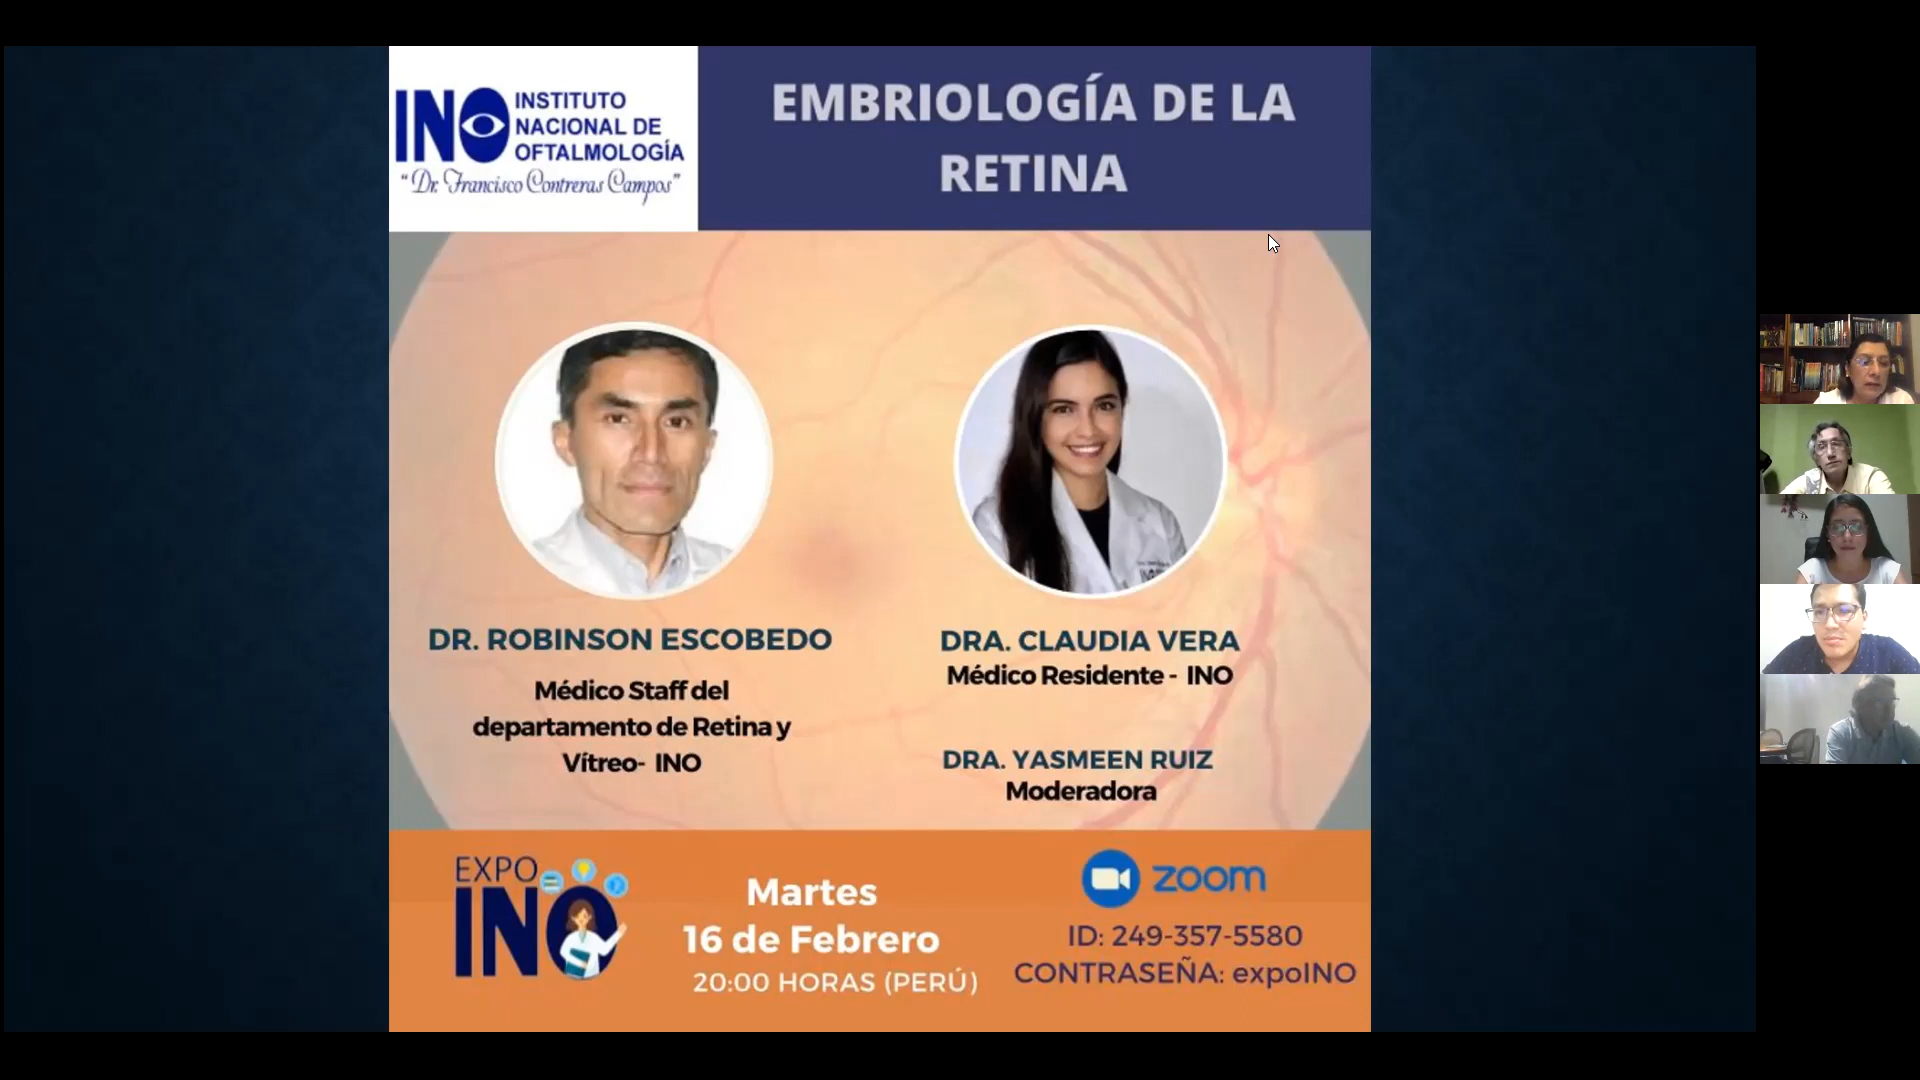 INO INSTITUTO
NACIONAL DE
OFTALMOLOGÍA
“Dr. Francisco Contreras Campos”
EMBRIOLOGÍA DE LA
RETINA
DR. ROBINSON ESCOBEDO
Médico Staff del
departamento de Retina y
Vítreo- INO
DRA. CLAUDIA VERA
Médico Residente - INO
DRA. YASMEEN RUIZ
Moderadora
EXPO
INO
Martes
16 de Febrero
20:00 HORAS (PERÚ)
zoom
ID: 249-357-5580
CONTRASEÑA: expoINO